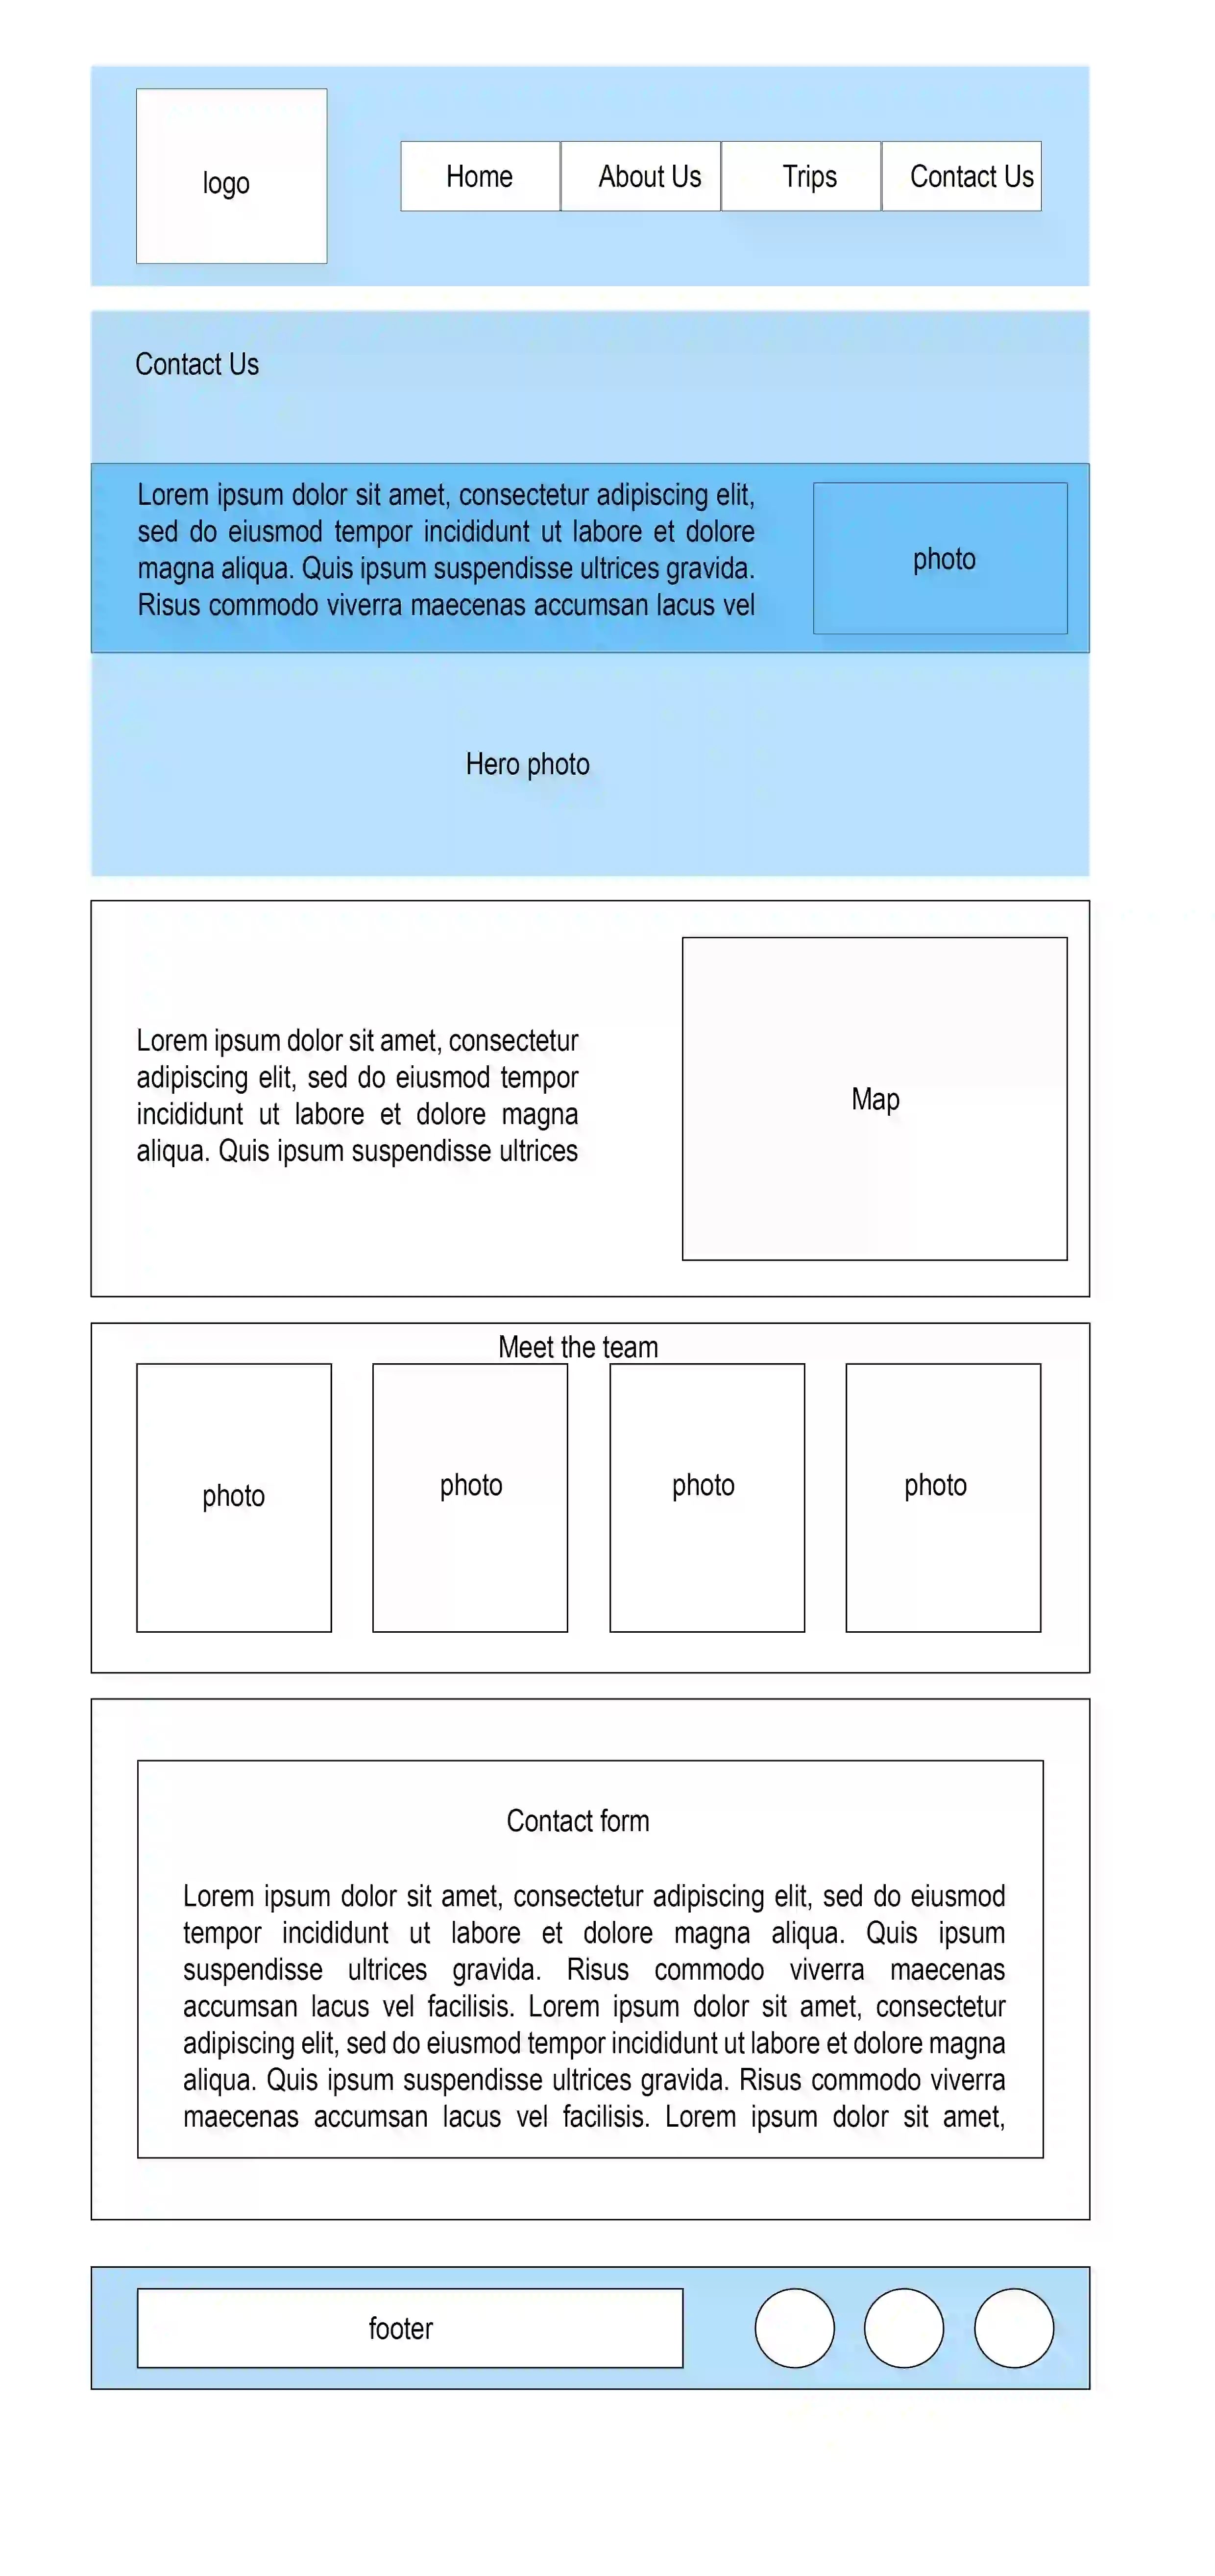 logo
Home
About Us
Trips
Contact Us
Contact Us
Lorem ipsum dolor sit amet, consectetur adipiscing elit,
sed do eiusmod tempor incididunt ut labore et dolore
magna aliqua. Quis ipsum suspendisse ultrices gravida.
Risus commodo viverra maecenas accumsan lacus vel
photo
Hero photo
Lorem ipsum dolor sit amet, consectetur
adipiscing elit, sed do eiusmod tempor
incididunt ut labore et dolore magna
aliqua. Quis ipsum suspendisse ultrices
Map
Meet the team
photo
photo
photo
photo
Contact form
Lorem ipsum dolor sit amet, consectetur adipiscing elit, sed do eiusmod
tempor incididunt ut labore et dolore magna aliqua. Quis ipsum
suspendisse ultrices gravida. Risus commodo viverra maecenas
accumsan lacus vel facilisis. Lorem ipsum dolor sit amet, consectetur
adipiscing elit, sed do eiusmod tempor incididunt ut labore et dolore magna
aliqua. Quis ipsum suspendisse ultrices gravida. Risus commodo viverra
maecenas accumsan lacus vel facilisis. Lorem ipsum dolor sit amet,
footer